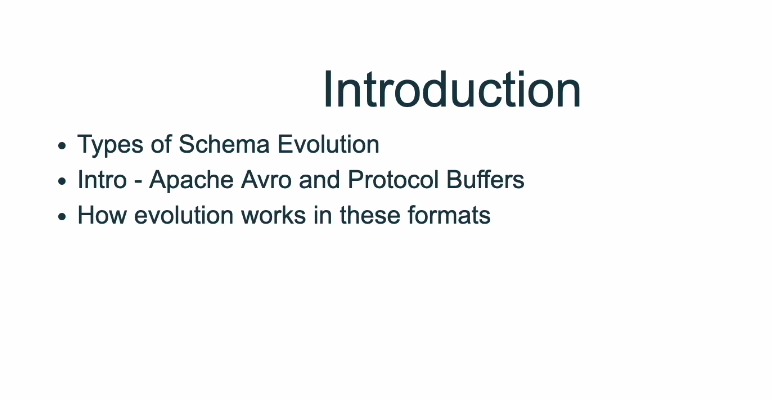 Introduction
• Types of Schema Evolution
• Intro - Apache Avro and Protocol Buffers
• How evolution works in these formats